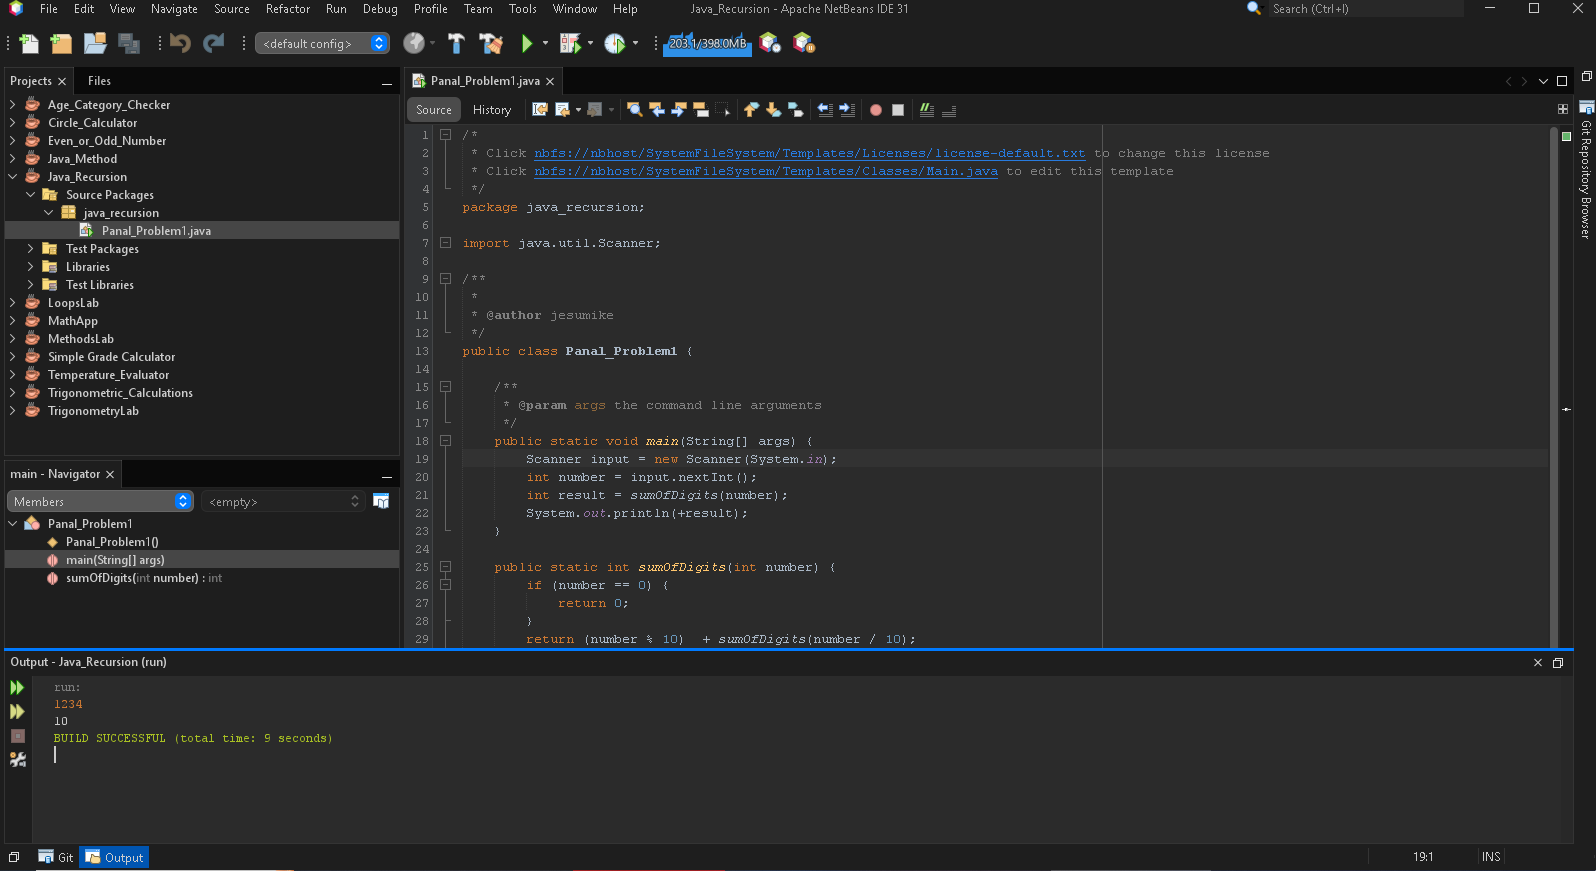 File Edit View Navigate Source Refactor Run Debug Profile Team Tools Window Help Java_Recursion - Apache NetBeans IDE 31 Search (Ctrl+I)
<default config> 203.1/398.0MB
Projects Files
Age_Category_Checker
Circle_Calculator
Even_or_Odd_Number
Java_Method
Java_Recursion
Source Packages
java_recursion
Panal_Problem1.java
Test Packages
Libraries
Test Libraries
LoopsLab
MathApp
MethodsLab
Simple Grade Calculator
Temperature_Evaluator
Trigonometric_Calculations
TrigonometryLab
main - Navigator
Members <empty>
Panal_Problem1
Panal_Problem1()
main(String[] args)
sumOfDigits(int number) : int
Panal_Problem1.java
Source History
1 /*
2 * Click nbfs://nbhost/SystemFileSystem/Templates/Licenses/license-default.txt to change this license
3 * Click nbfs://nbhost/SystemFileSystem/Templates/Classes/Main.java to edit this template
4 */
5 package java_recursion;
6
7 import java.util.Scanner;
8
9 /**
10 *
11 * @author jesumike
12 */
13 public class Panal_Problem1 {
14
15 /**
16 * @param args the command line arguments
17 */
18 public static void main(String[] args) {
19 Scanner input = new Scanner(System.in);
20 int number = input.nextInt();
21 int result = sumOfDigits(number);
22 System.out.println(+result);
23 }
24
25 public static int sumOfDigits(int number) {
26 if (number == 0) {
27 return 0;
28 }
29 return (number % 10) + sumOfDigits(number / 10);
Git Repository Browser
Output - Java_Recursion (run)
run:
1234
10
BUILD SUCCESSFUL (total time: 9 seconds)
Git Output 19:1 INS